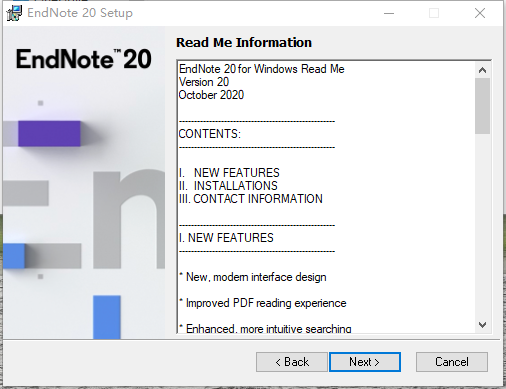 EndNote 20 Setup
EndNote™ 20
Read Me Information
EndNote 20 for Windows Read Me
Version 20
October 2020
------------------------------------------------------
CONTENTS:
------------------------------------------------------
I. NEW FEATURES
II. INSTALLATIONS
III. CONTACT INFORMATION
------------------------------------------------------
I. NEW FEATURES
------------------------------------------------------
* New, modern interface design
* Improved PDF reading experience
* Enhanced, more intuitive searching
< Back
Next >
Cancel